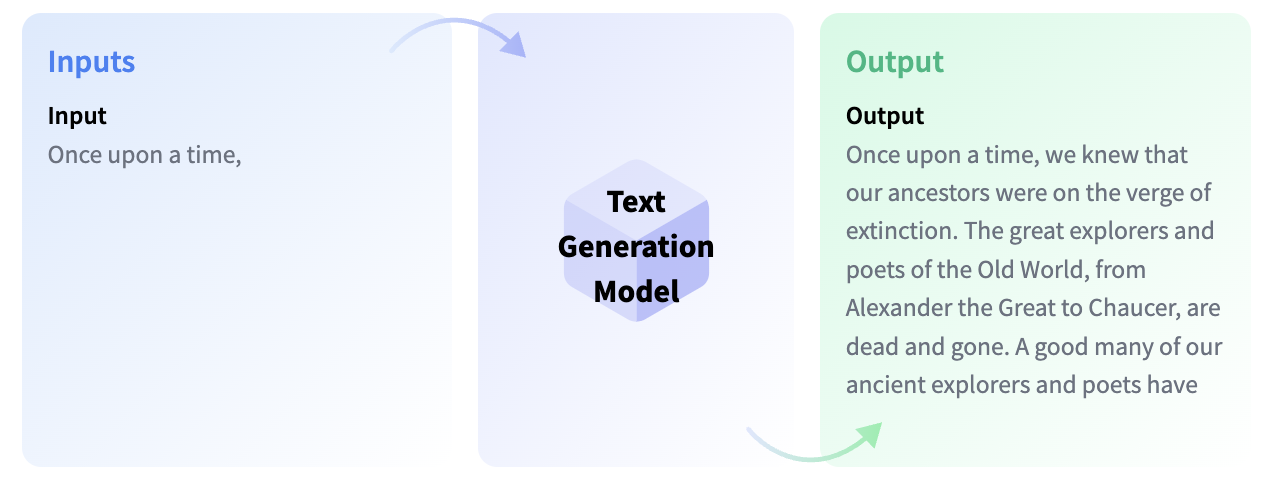 Inputs
Input
Once upon a time,
Text
Generation
Model
Output
Output
Once upon a time, we knew that
our ancestors were on the verge of
extinction. The great explorers and
poets of the Old World, from
Alexander the Great to Chaucer, are
dead and gone. A good many of our
ancient explorers and poets have